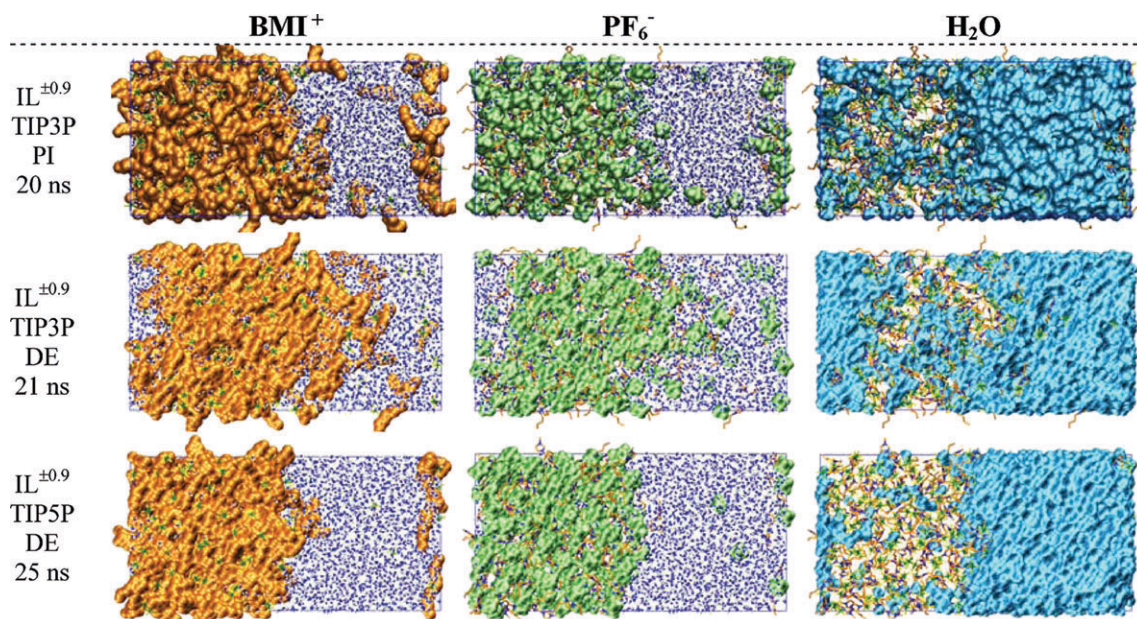 BMI⁺ PF₆⁻ H₂O
IL±0.9
TIP3P
PI
20 ns
IL±0.9
TIP3P
DE
21 ns
IL±0.9
TIP5P
DE
25 ns